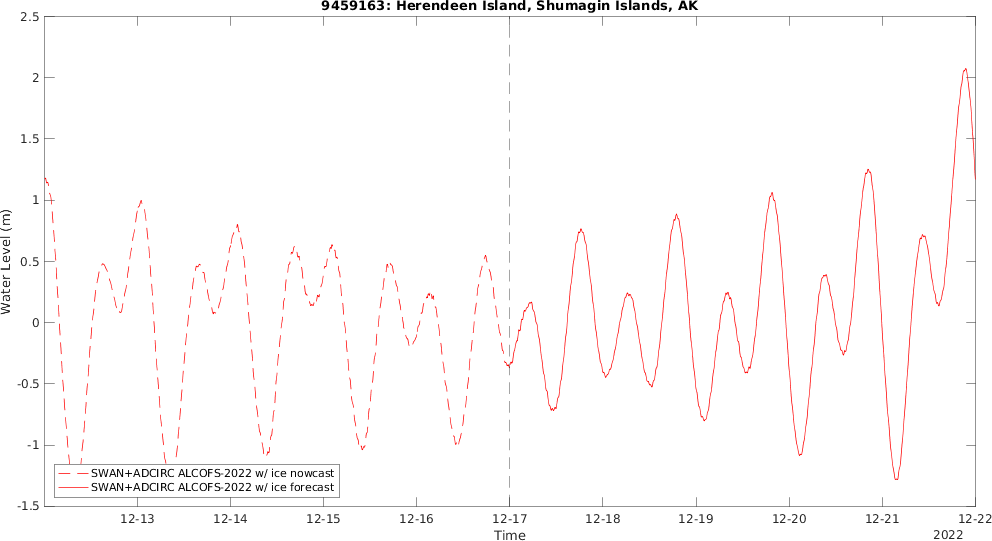 9459163: Herendeen Island, Shumagin Islands, AK
2.5
2
1.5
1
0.5
0
-0.5
-1
-1.5
Water Level (m)
SWAN+ADCIRC ALCOFS-2022 w/ ice nowcast
SWAN+ADCIRC ALCOFS-2022 w/ ice forecast
12-13 12-14 12-15 12-16 12-17 12-18 12-19 12-20 12-21 12-22
Time
2022